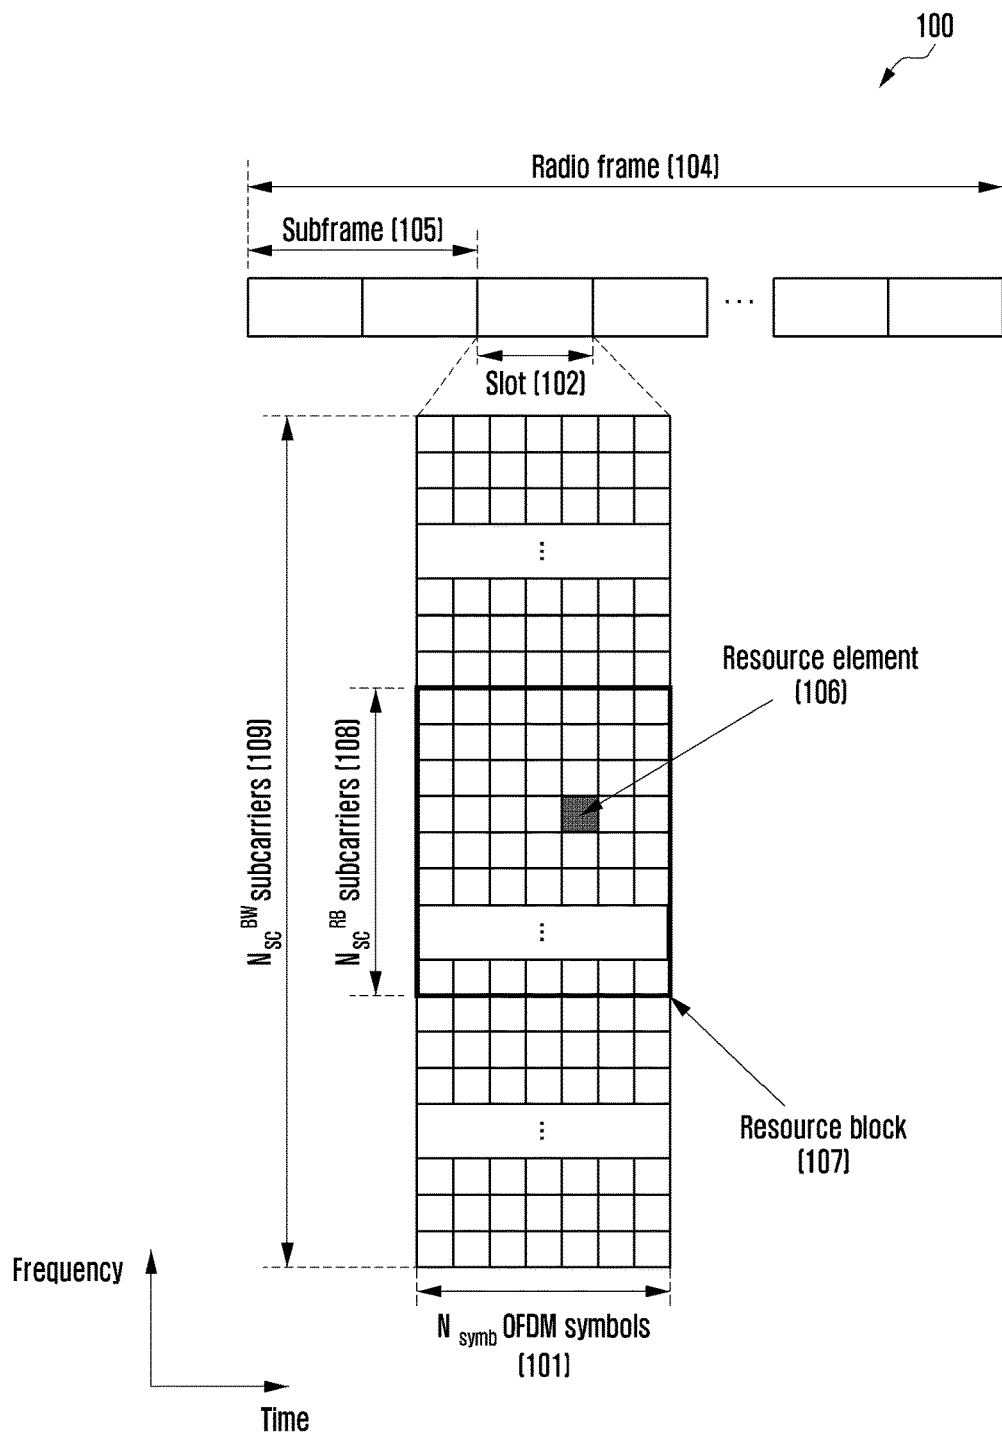 100
Radio frame (104)
Subframe (105)
...
Slot (102)
...
Resource element
(106)
N_SC^BW subcarriers (109)
N_SC^RB subcarriers (108)
...
Resource block
(107)
...
Frequency
N symb OFDM symbols
(101)
Time